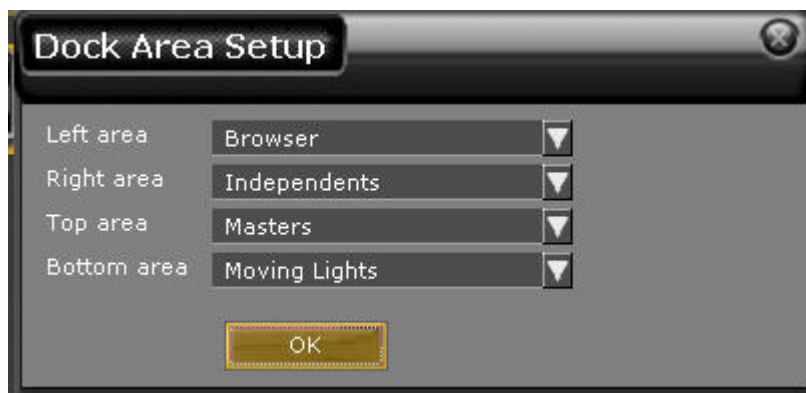 Dock Area Setup
Left area Browser
Right area Independents
Top area Masters
Bottom area Moving Lights
OK